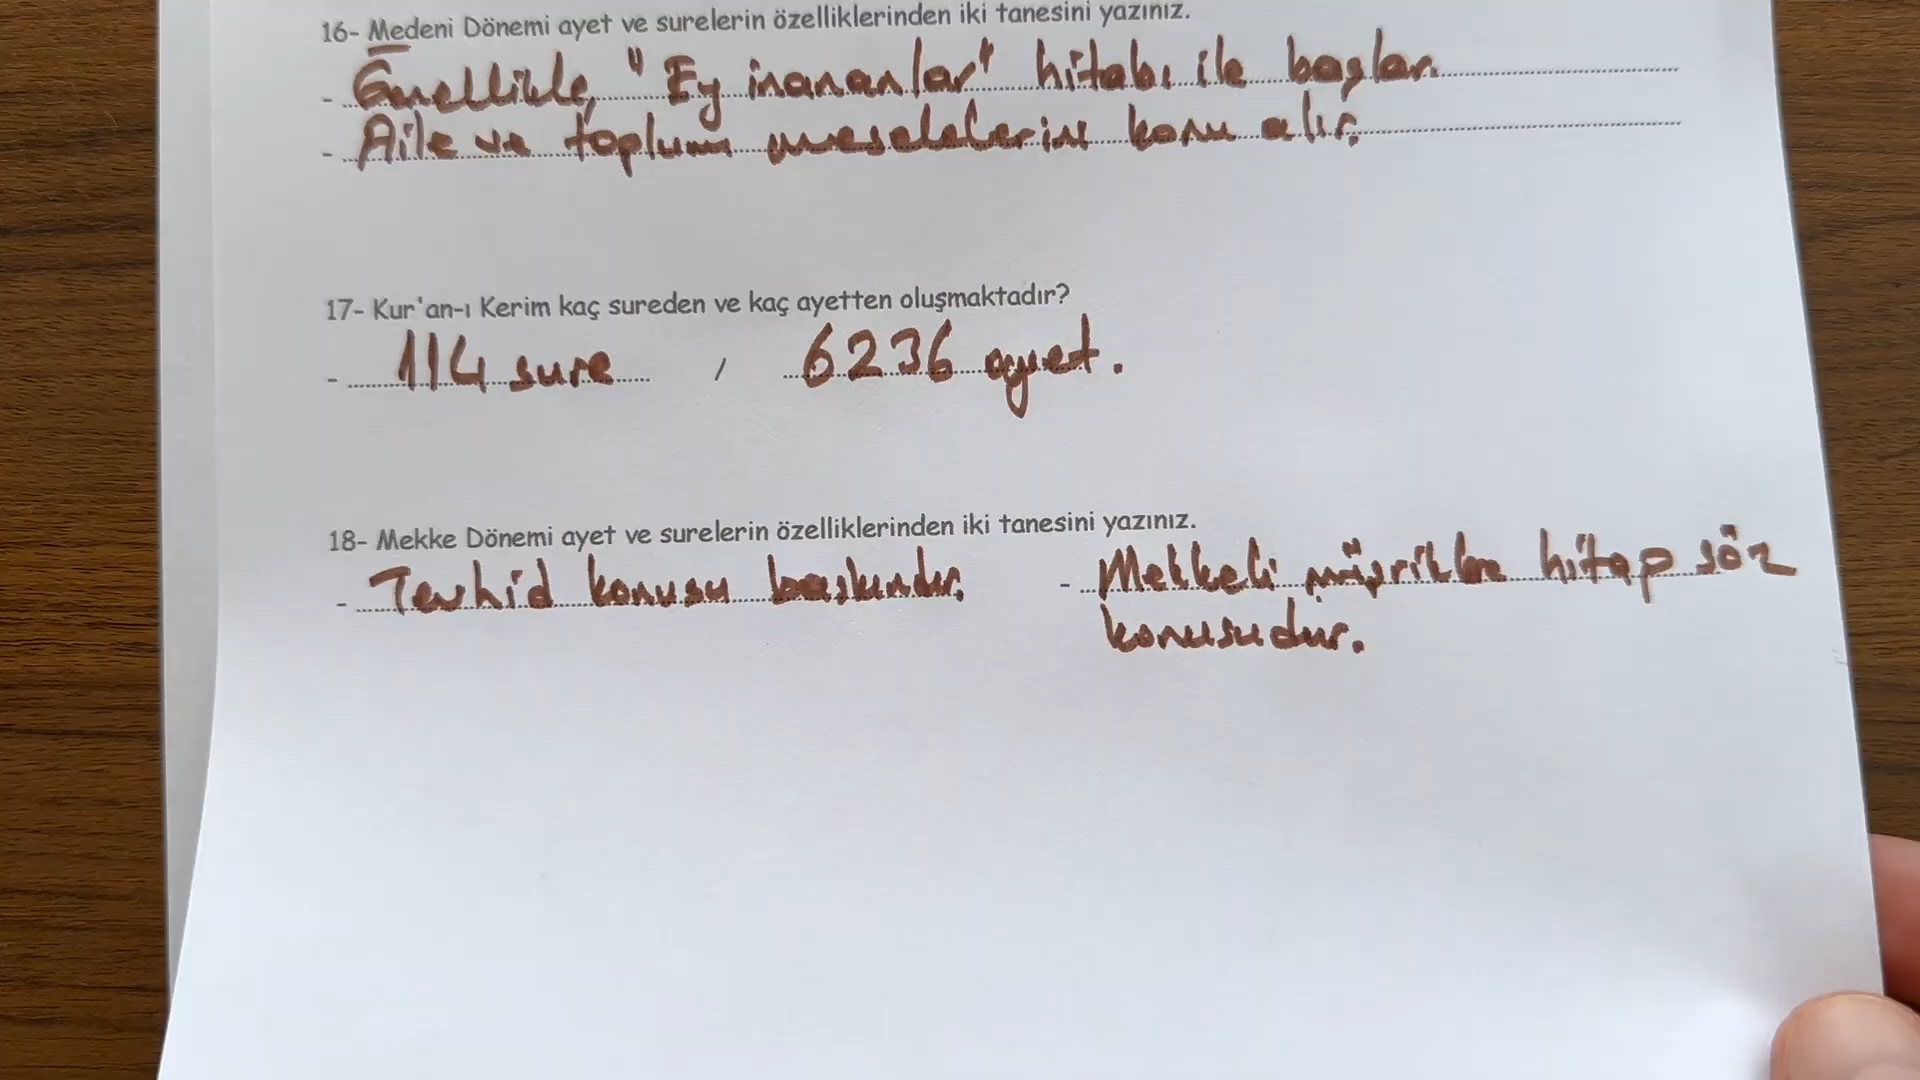 16- Medeni Dönemi ayet ve surelerin özelliklerinden iki tanesini yazınız.
- Genellikle, "Ey inananlar" hitabı ile başlar.
- Aile ve toplum meselelerini konu alır.
17- Kur'an-ı Kerim kaç sureden ve kaç ayetten oluşmaktadır?
- 114 sure / 6236 ayet.
18- Mekke Dönemi ayet ve surelerin özelliklerinden iki tanesini yazınız.
- Tevhid konusu baskındır. - Mekkeli müşriklere hitap söz
konusudur.